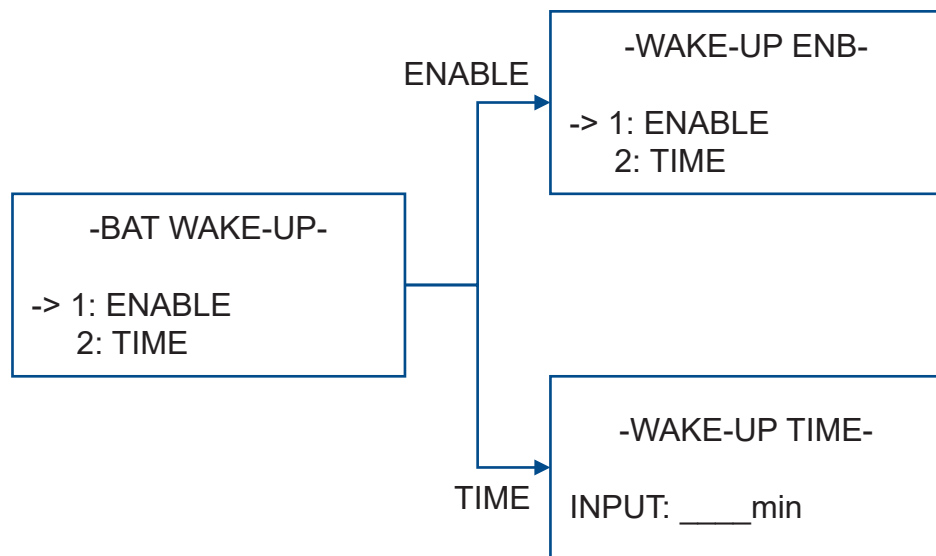 -BAT WAKE-UP-
-> 1: ENABLE
2: TIME
ENABLE
-WAKE-UP ENB-
-> 1: ENABLE
2: TIME
TIME
-WAKE-UP TIME-
INPUT: ____min